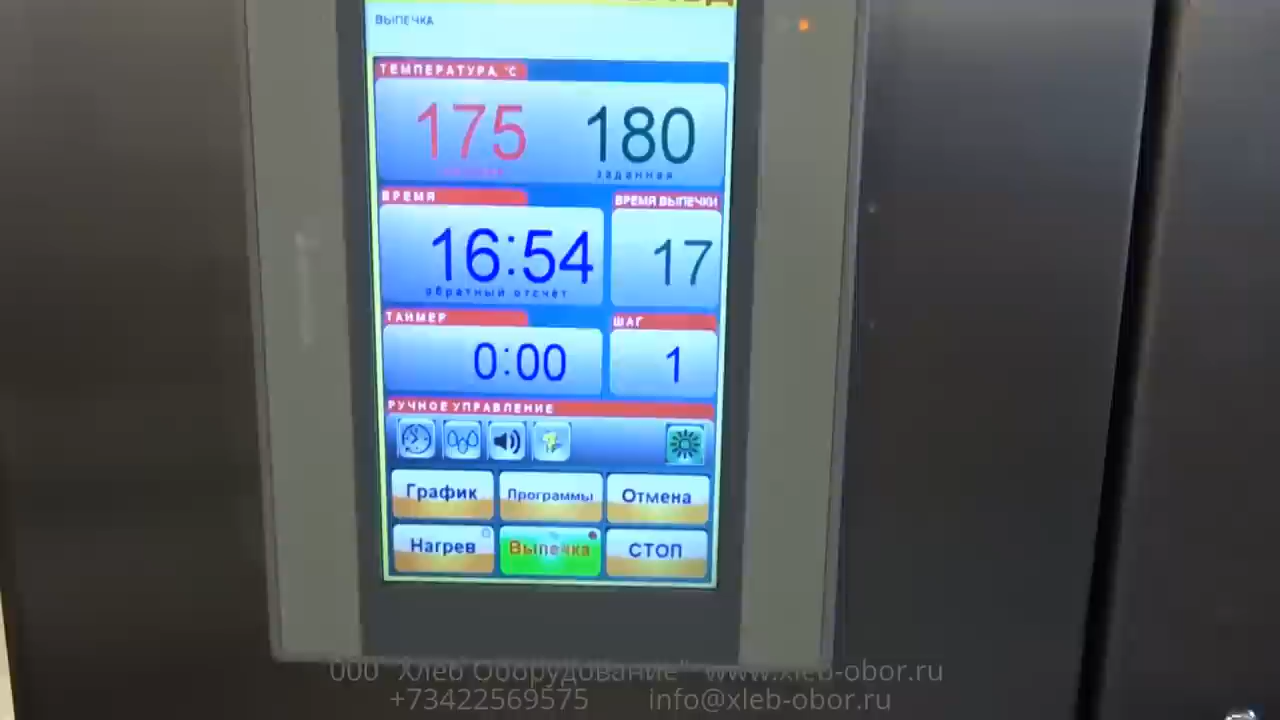 ВЫПЕЧКА
ТЕМПЕРАТУРА °C
175 180
заданная
ВРЕМЯ ВРЕМЯ ВЫПЕЧКИ
16:54 17
обратный отсчёт
ТАЙМЕР ШАГ
0:00 1
РУЧНОЕ УПРАВЛЕНИЕ
График Программы Отмена
Нагрев Выпечка СТОП
ООО "Хлеб Оборудование" www.xleb-obor.ru
+73422569575 info@xleb-obor.ru